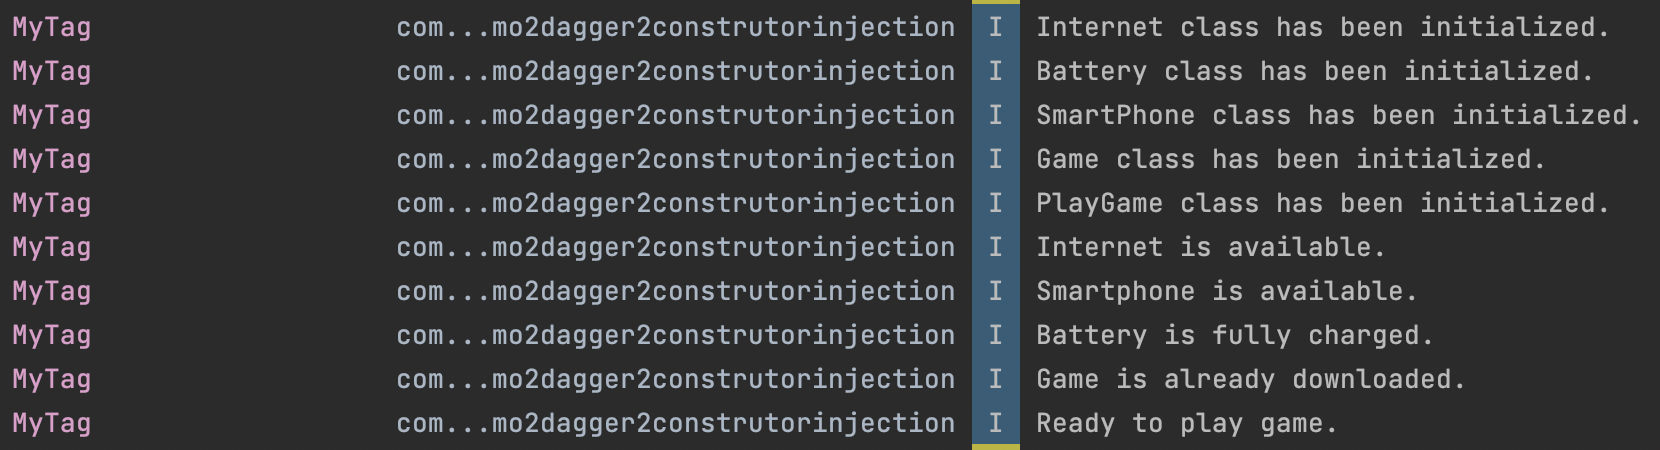 MyTag com...mo2dagger2construtorinjection I Internet class has been initialized.
MyTag com...mo2dagger2construtorinjection I Battery class has been initialized.
MyTag com...mo2dagger2construtorinjection I SmartPhone class has been initialized.
MyTag com...mo2dagger2construtorinjection I Game class has been initialized.
MyTag com...mo2dagger2construtorinjection I PlayGame class has been initialized.
MyTag com...mo2dagger2construtorinjection I Internet is available.
MyTag com...mo2dagger2construtorinjection I Smartphone is available.
MyTag com...mo2dagger2construtorinjection I Battery is fully charged.
MyTag com...mo2dagger2construtorinjection I Game is already downloaded.
MyTag com...mo2dagger2construtorinjection I Ready to play game.